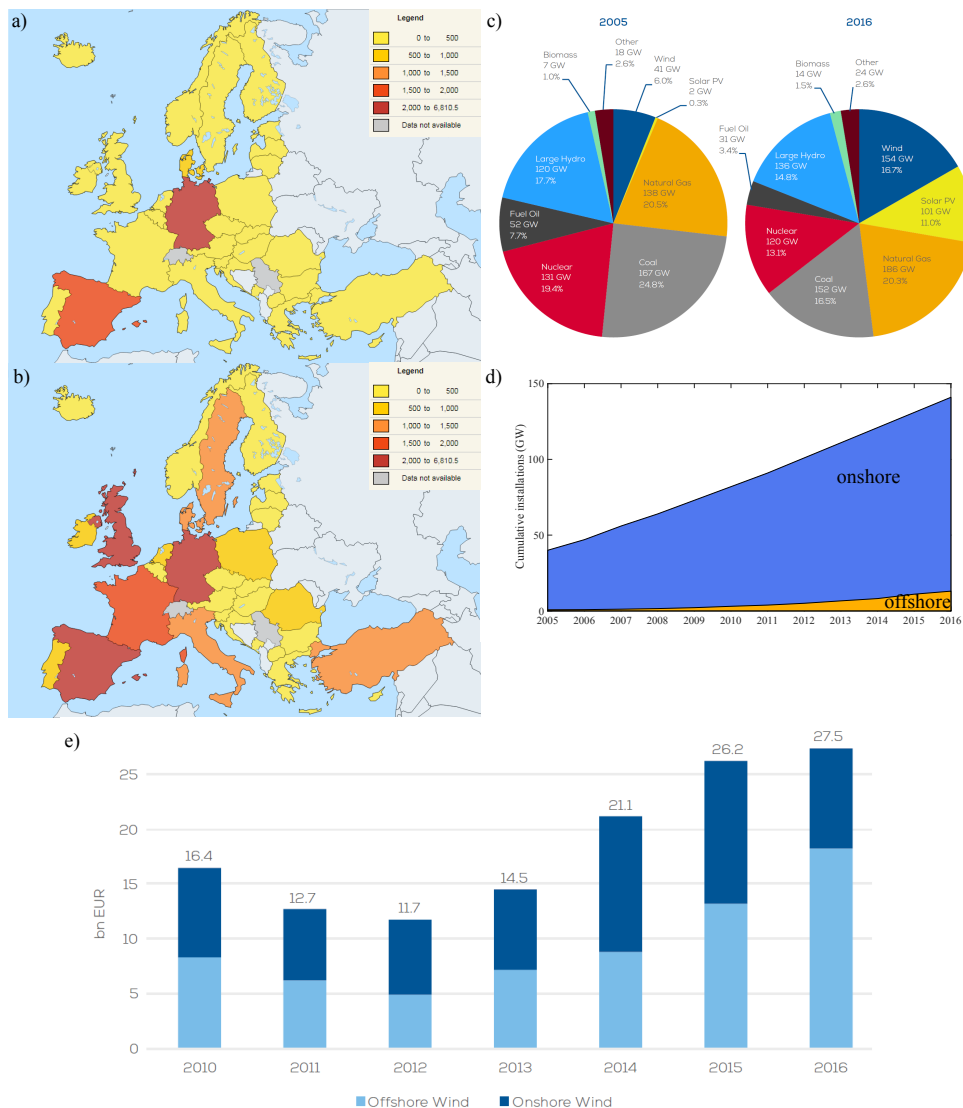 a)
Legend
0 to 500
500 to 1,000
1,000 to 1,500
1,500 to 2,000
2,000 to 6,810.5
Data not available
b)
Legend
0 to 500
500 to 1,000
1,000 to 1,500
1,500 to 2,000
2,000 to 6,810.5
Data not available
c)
2005
Biomass
7 GW
1.0%
Other
18 GW
2.6%
Wind
41 GW
6.0%
Solar PV
2 GW
0.3%
Natural Gas
138 GW
20.5%
Coal
167 GW
24.8%
Nuclear
131 GW
19.4%
Fuel Oil
52 GW
7.7%
Large Hydro
120 GW
17.7%
2016
Biomass
14 GW
1.5%
Other
24 GW
2.6%
Wind
154 GW
16.7%
Solar PV
101 GW
11.0%
Natural Gas
186 GW
20.3%
Coal
152 GW
16.5%
Nuclear
120 GW
13.1%
Fuel Oil
31 GW
3.4%
Large Hydro
136 GW
14.8%
d)
Cumulative installations (GW)
150
100
50
0
onshore
offshore
2005 2006 2007 2008 2009 2010 2011 2012 2013 2014 2015 2016
e)
bn EUR
25
20
15
10
5
0
16.4
12.7
11.7
14.5
21.1
26.2
27.5
2010 2011 2012 2013 2014 2015 2016
Offshore Wind Onshore Wind